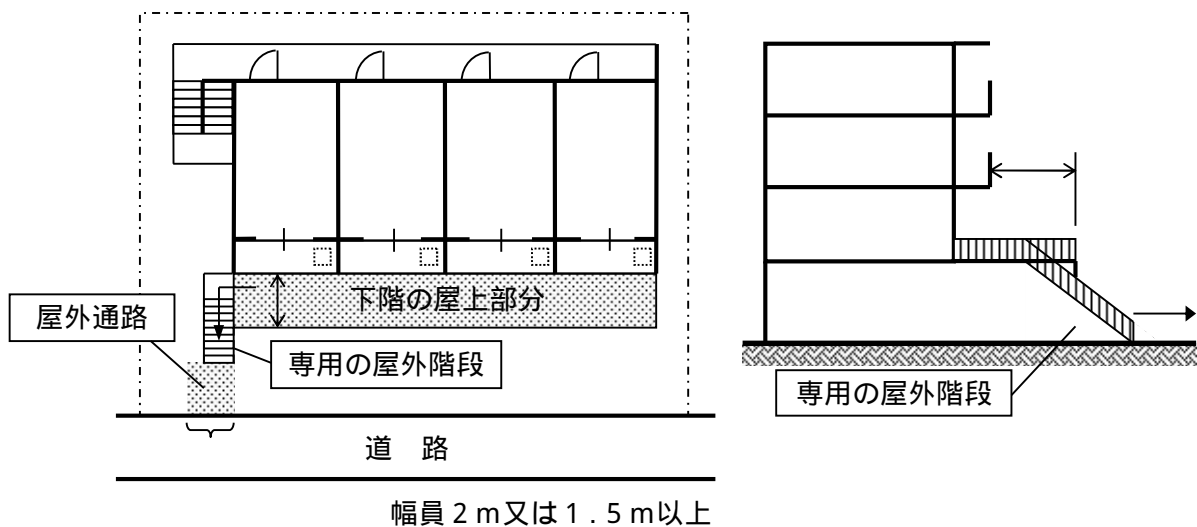 下階の屋上部分
屋外通路
専用の屋外階段
道 路
幅員2m又は1.5m以上
専用の屋外階段